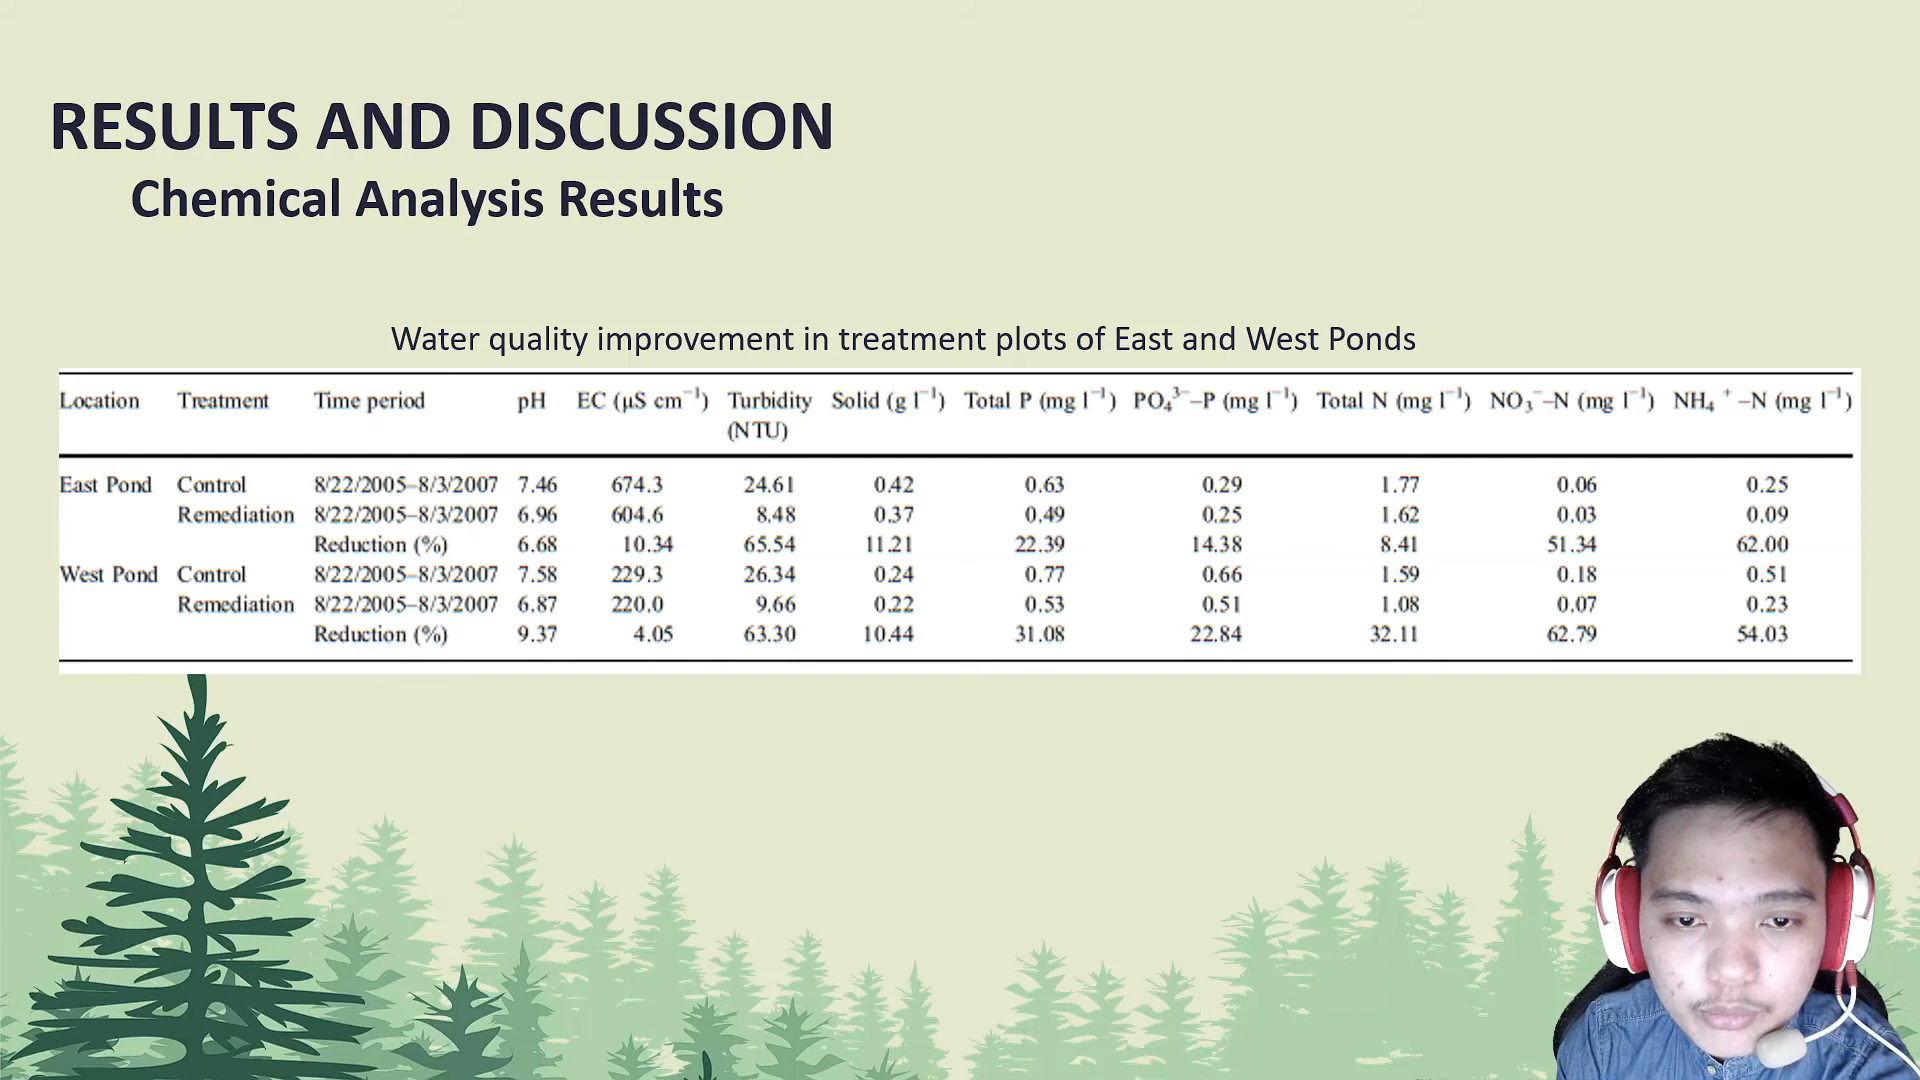 RESULTS AND DISCUSSION
Chemical Analysis Results
Water quality improvement in treatment plots of East and West Ponds
Location Treatment Time period pH EC (μS cm⁻¹) Turbidity (NTU) Solid (g l⁻¹) Total P (mg l⁻¹) PO₄³⁻–P (mg l⁻¹) Total N (mg l⁻¹) NO₃⁻–N (mg l⁻¹) NH₄⁺–N (mg l⁻¹)
East Pond Control 8/22/2005–8/3/2007 7.46 674.3 24.61 0.42 0.63 0.29 1.77 0.06 0.25
Remediation 8/22/2005–8/3/2007 6.96 604.6 8.48 0.37 0.49 0.25 1.62 0.03 0.09
Reduction (%) 6.68 10.34 65.54 11.21 22.39 14.38 8.41 51.34 62.00
West Pond Control 8/22/2005–8/3/2007 7.58 229.3 26.34 0.24 0.77 0.66 1.59 0.18 0.51
Remediation 8/22/2005–8/3/2007 6.87 220.0 9.66 0.22 0.53 0.51 1.08 0.07 0.23
Reduction (%) 9.37 4.05 63.30 10.44 31.08 22.84 32.11 62.79 54.03